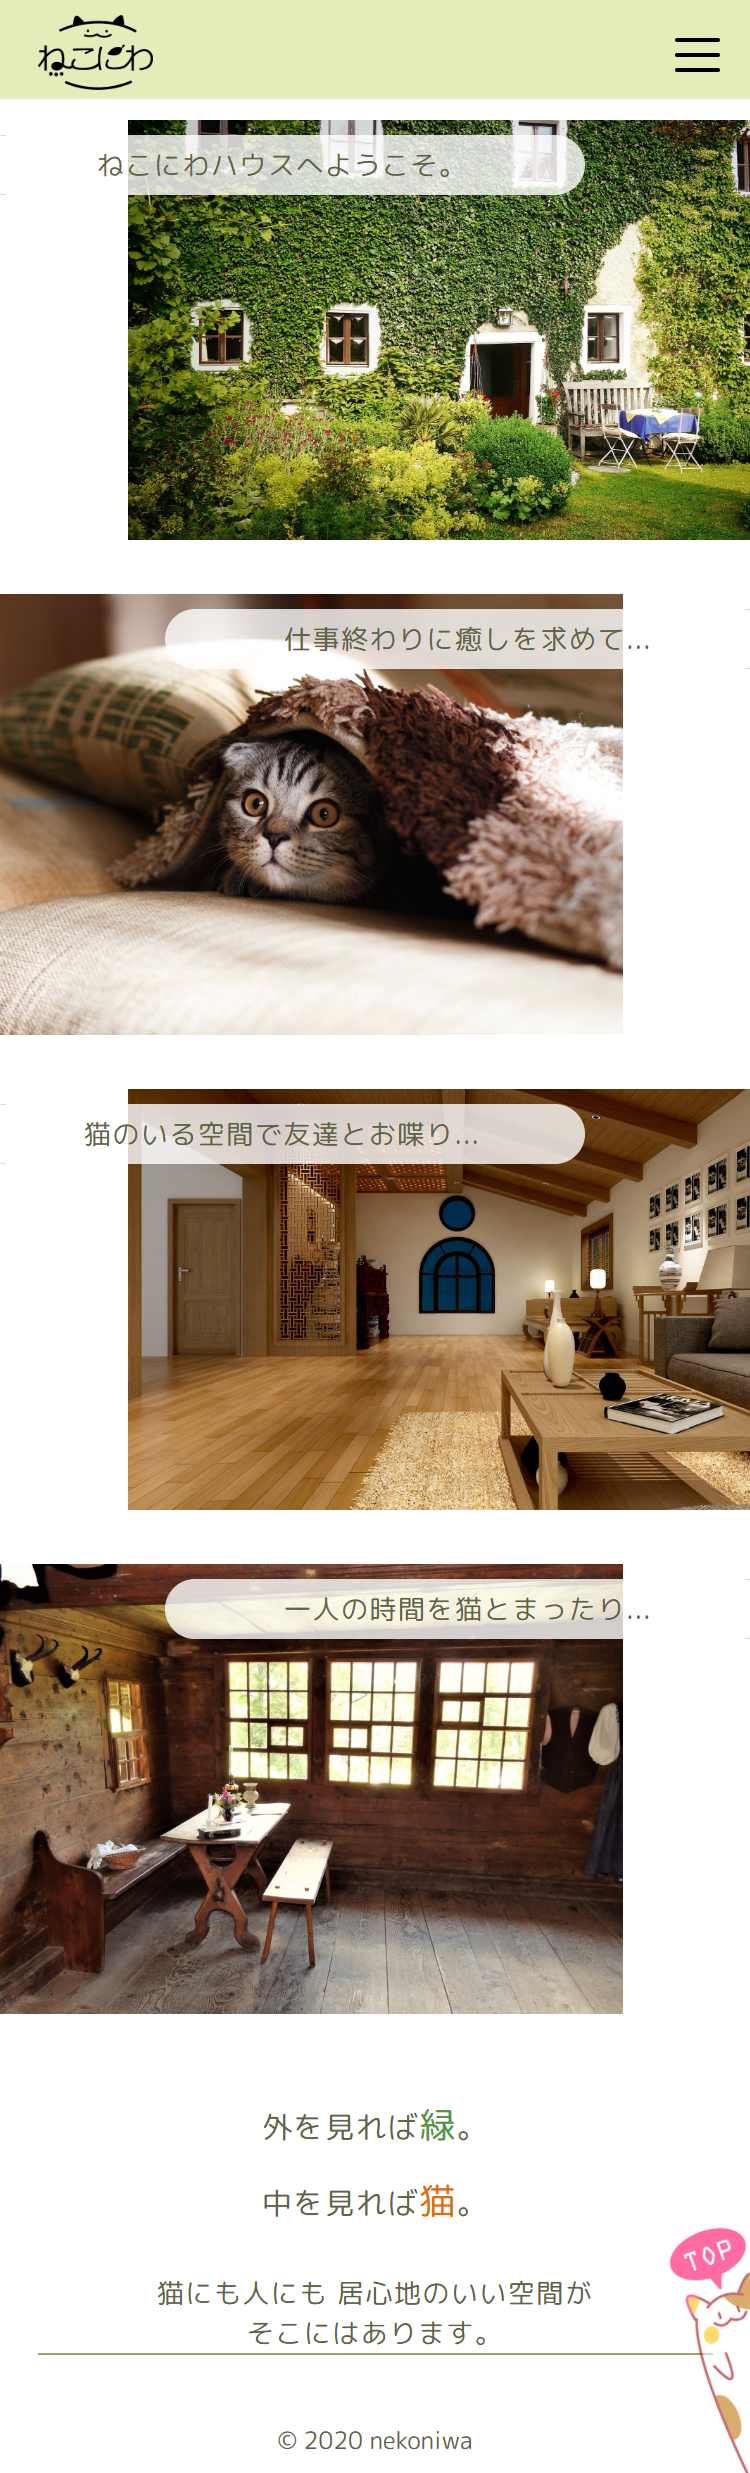 ねこにわ
ねこにわハウスへようこそ。
仕事終わりに癒しを求めて…
猫のいる空間で友達とお喋り…
一人の時間を猫とまったり…
外を見れば緑。
中を見れば猫。
TOP
猫にも人にも 居心地のいい空間が
そこにはあります。
© 2020 nekoniwa